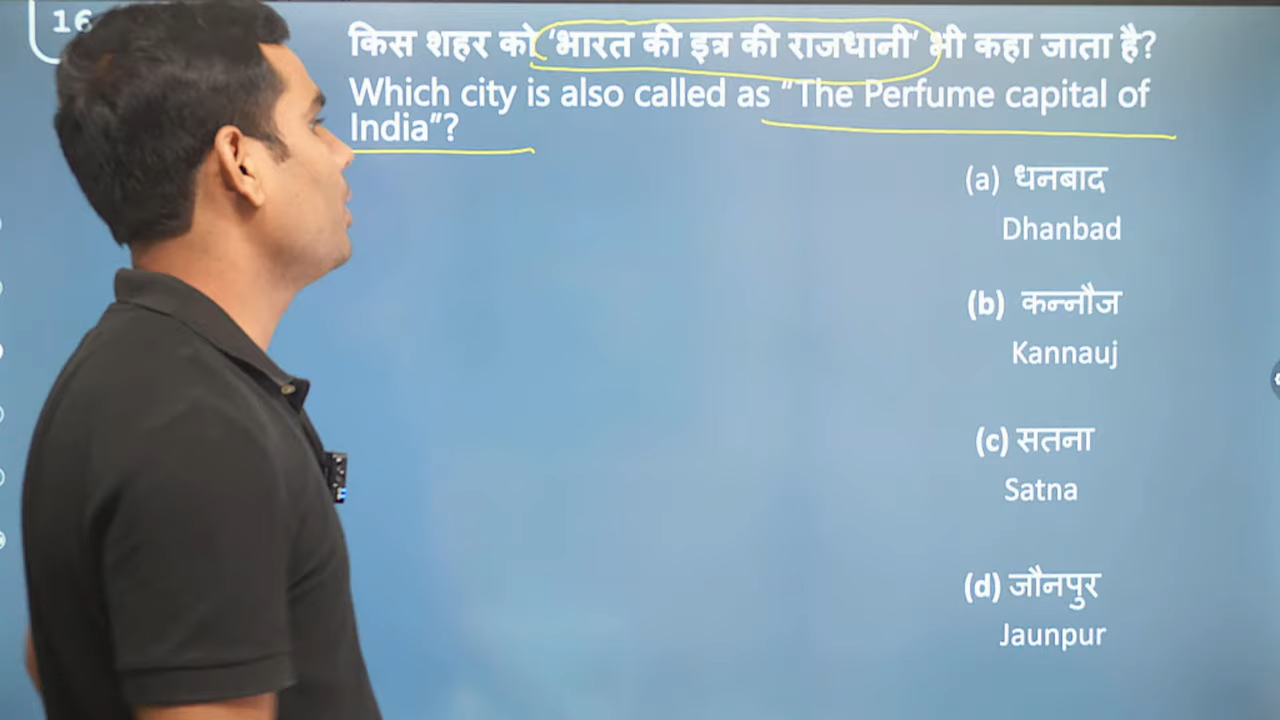 16
किस शहर को 'भारत की इत्र की राजधानी' भी कहा जाता है?
Which city is also called as "The Perfume capital of
India"?
(a) धनबाद
Dhanbad
(b) कन्नौज
Kannauj
(c) सतना
Satna
(d) जौनपुर
Jaunpur